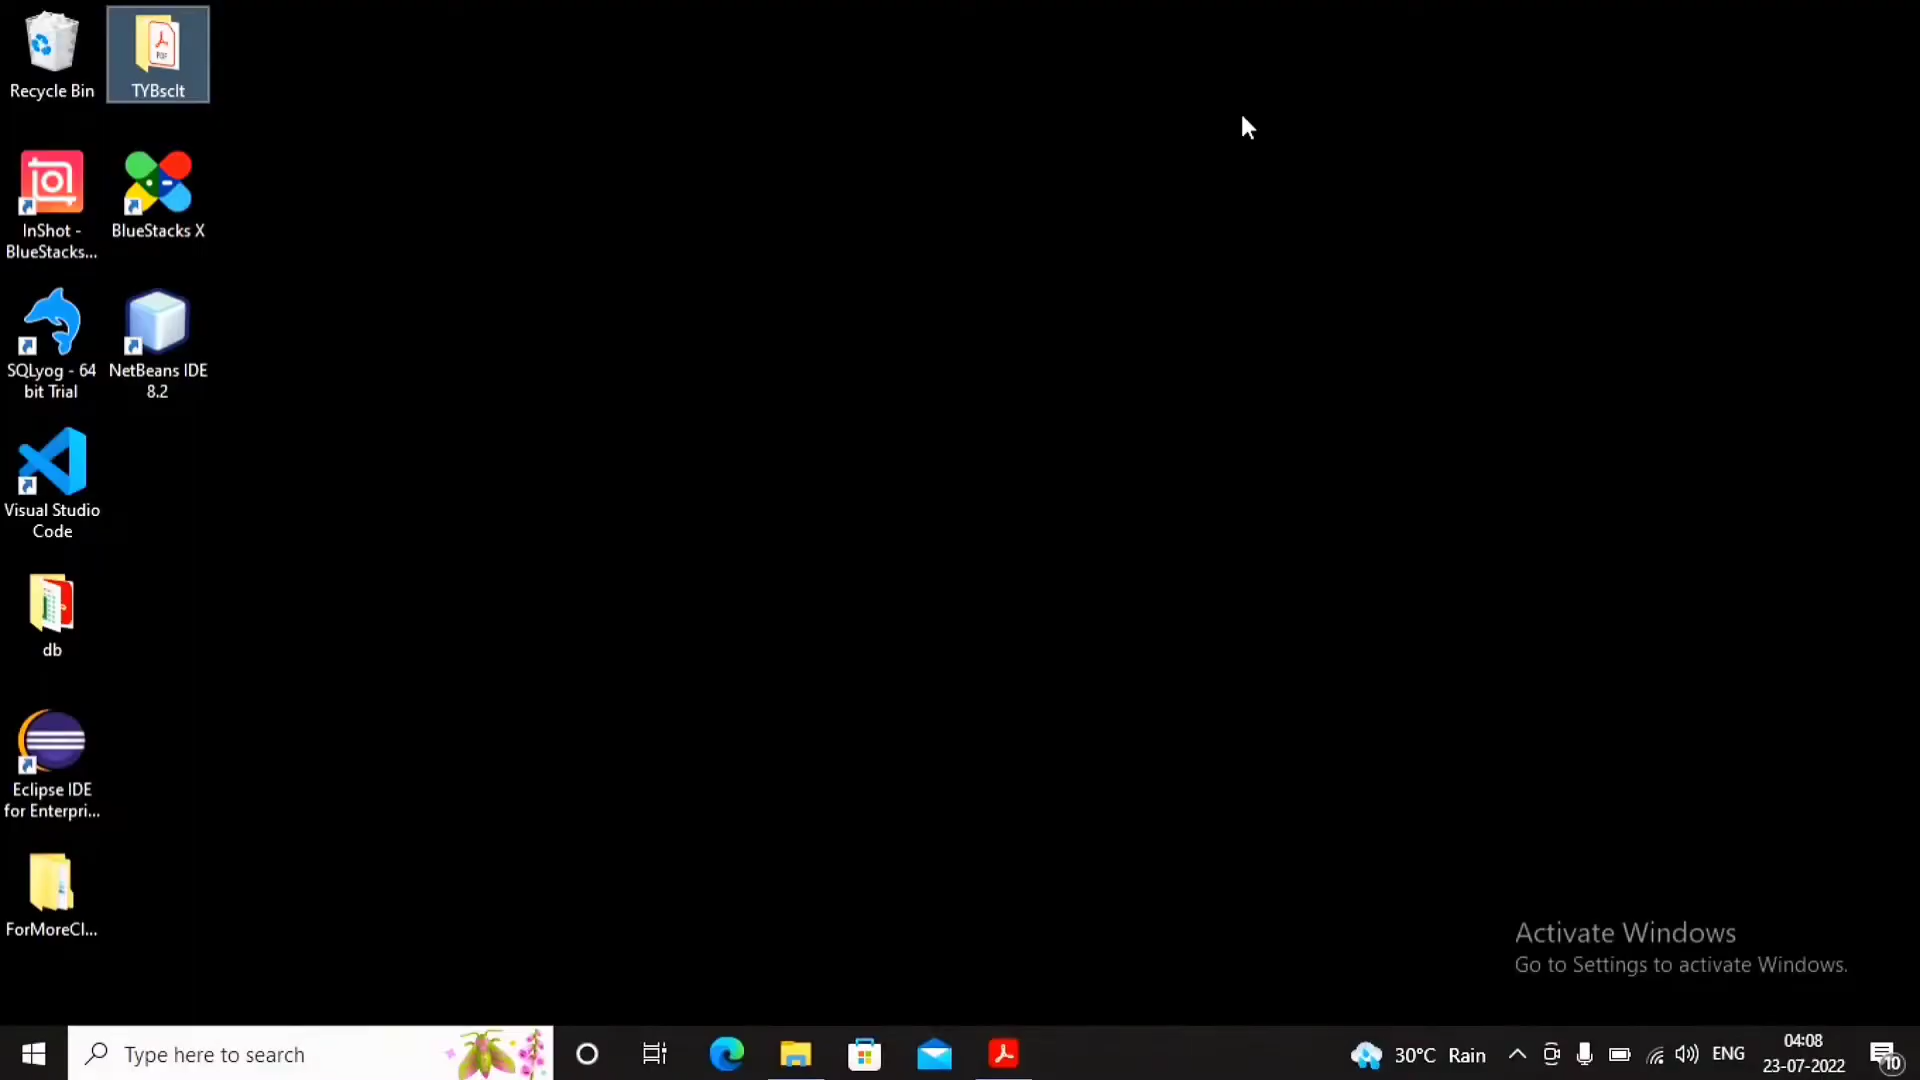 Recycle Bin
TYBscIt
InShot -
BlueStacks...
BlueStacks X
SQLyog - 64
bit Trial
NetBeans IDE
8.2
Visual Studio
Code
db
Eclipse IDE
for Enterpri...
ForMoreCl...
PDF
Activate Windows
Go to Settings to activate Windows.
Type here to search
30°C Rain
ENG
04:08
23-07-2022
10